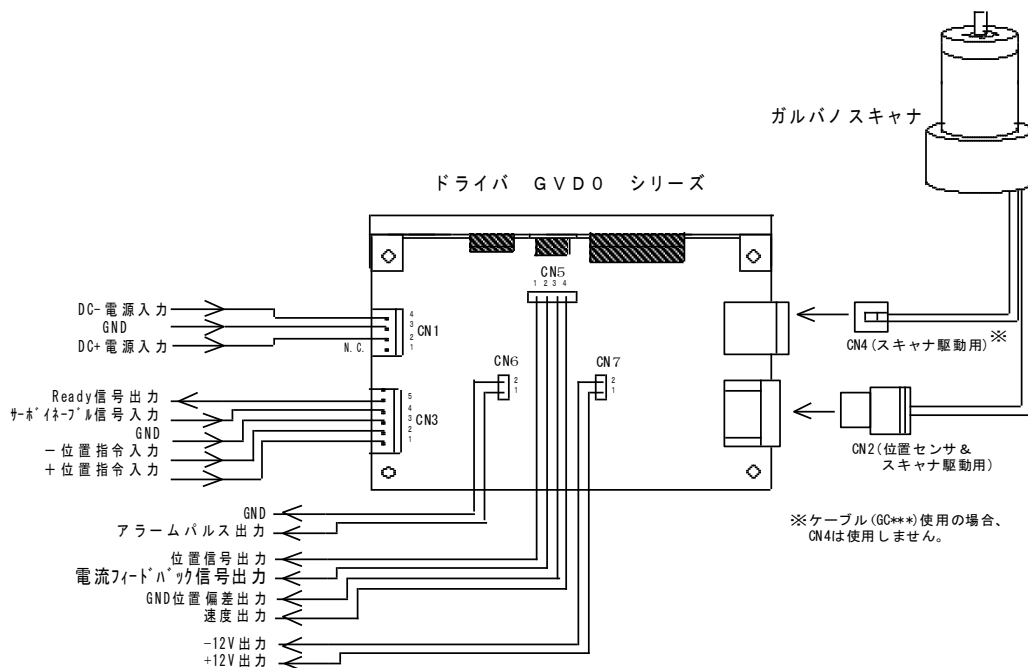 ガルバノスキャナ
ドライバ GVD0 シリーズ
CN5
1 2 3 4
DC-電源入力
GND
DC+電源入力
N.C.
4
3
2
1
CN1
CN4(スキャナ駆動用)※
CN6
2
1
CN7
2
1
Ready信号出力
サーボイネーブル信号入力
GND
-位置指令入力
+位置指令入力
5
4
3
2
1
CN3
CN2(位置センサ&
スキャナ駆動用)
※ケーブル(GC***)使用の場合、
CN4は使用しません。
GND
アラームパルス出力
位置信号出力
電流フィードバック信号出力
GND位置偏差出力
速度出力
-12V出力
+12V出力